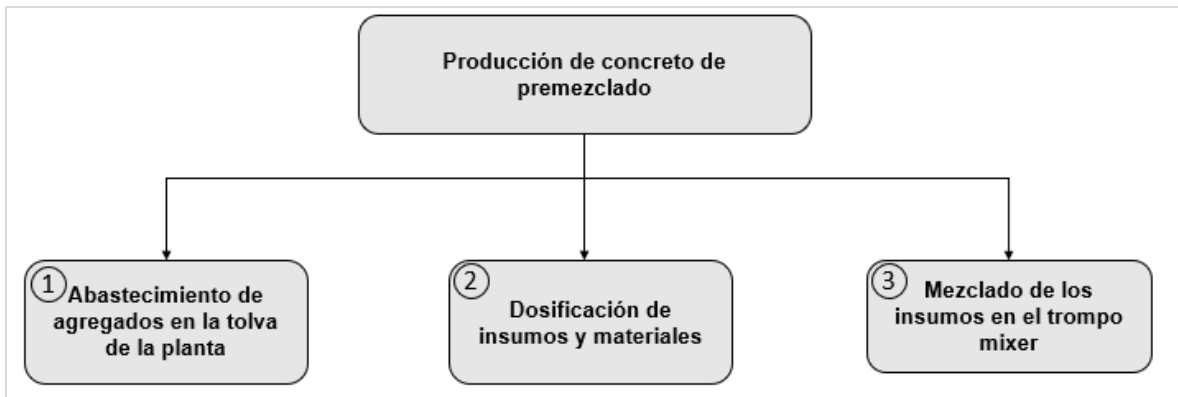 Producción de concreto de
premezclado
1
Abastecimiento de
agregados en la tolva
de la planta
2
Dosificación de
insumos y materiales
3
Mezclado de los
insumos en el trompo
mixer